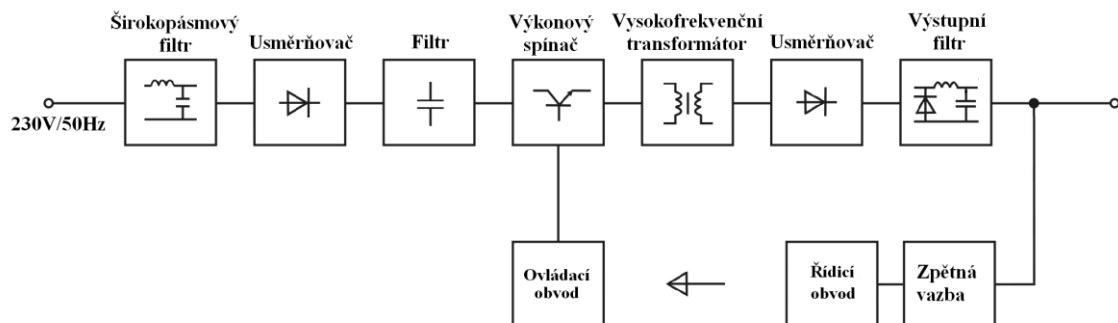 Širokopásmový
filtr
Usměrňovač
Filtr
Výkonový
spínač
Vysokofrekvenční
transformátor
Usměrňovač
Výstupní
filtr
230V/50Hz
Ovládací
obvod
Řídicí
obvod
Zpětná
vazba